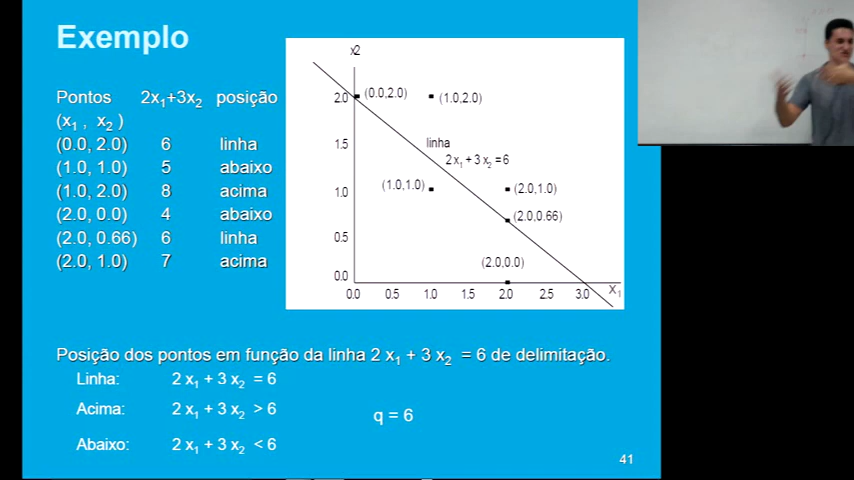 Exemplo
Pontos 2x₁+3x₂ posição
(x₁ , x₂ )
(0.0, 2.0) 6 linha
(1.0, 1.0) 5 abaixo
(1.0, 2.0) 8 acima
(2.0, 0.0) 4 abaixo
(2.0, 0.66) 6 linha
(2.0, 1.0) 7 acima
x2
2.0
(0.0,2.0)
(1.0,2.0)
1.5
linha
2 x₁ + 3 x₂ = 6
1.0
(1.0,1.0)
(2.0,1.0)
(2.0,0.66)
0.5
(2.0,0.0)
0.0
0.0 0.5 1.0 1.5 2.0 2.5 3.0 X₁
Posição dos pontos em função da linha 2 x₁ + 3 x₂ = 6 de delimitação.
Linha: 2 x₁ + 3 x₂ = 6
Acima: 2 x₁ + 3 x₂ > 6
q = 6
Abaixo: 2 x₁ + 3 x₂ < 6
41